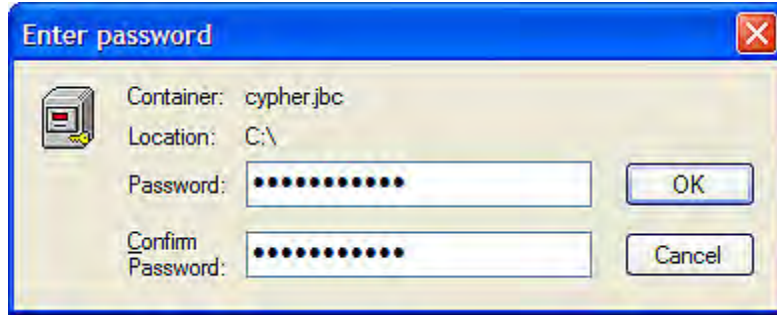 Enter password
Container: cypher.jbc
Location: C:\
Password: •••••••••••
OK
Confirm
Password: •••••••••••
Cancel